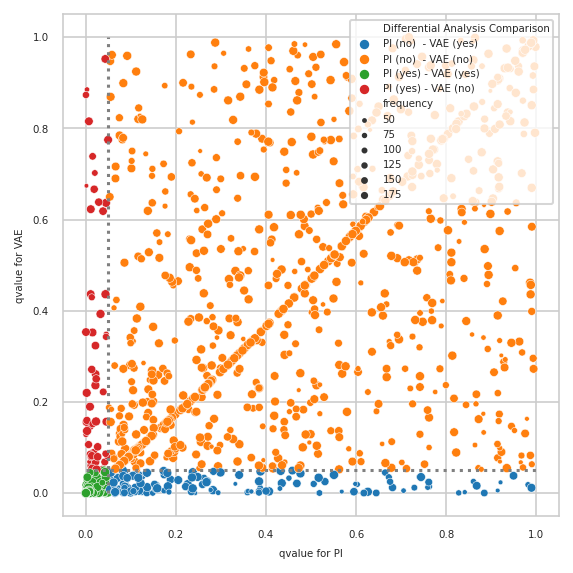 Differential Analysis Comparison
PI (no) - VAE (yes)
PI (no) - VAE (no)
PI (yes) - VAE (yes)
PI (yes) - VAE (no)
frequency
50
75
100
125
150
175
1.0
0.8
0.6
0.4
0.2
0.0
qvalue for VAE
0.0 0.2 0.4 0.6 0.8 1.0
qvalue for PI